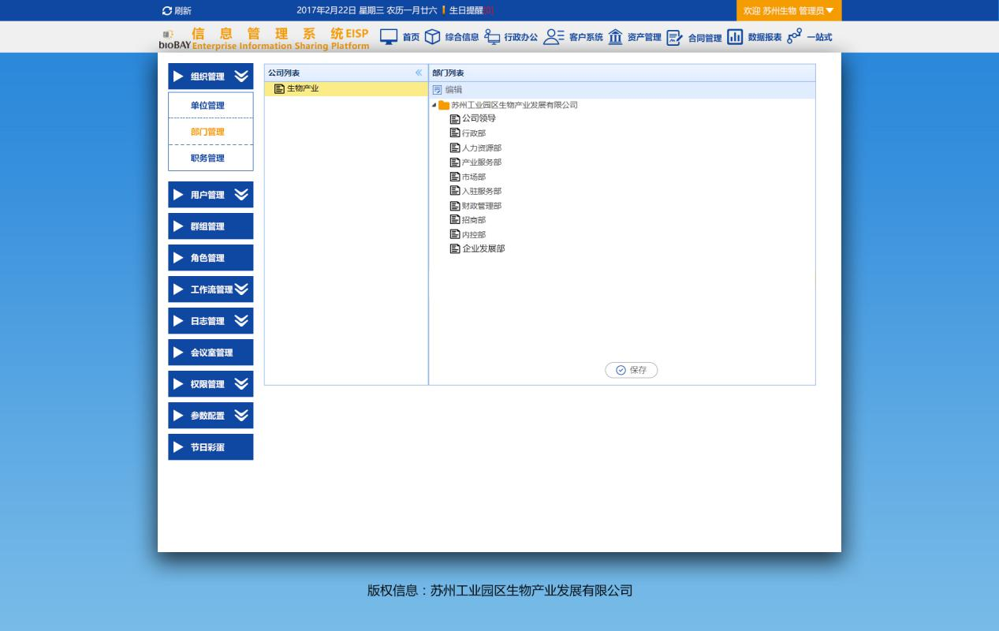 刷新
2017年2月22日 星期三 农历一月廿六 生日提醒[0]
欢迎 苏州生物 管理员
bioBAY
信息管理系统EISP
Enterprise Information Sharing Platform
首页 综合信息 行政办公 客户系统 资产管理 合同管理 数据报表 一站式
组织管理
单位管理
部门管理
职务管理
用户管理
群组管理
角色管理
工作流管理
日志管理
会议室管理
权限管理
参数配置
节日彩蛋
公司列表
生物产业
部门列表
编辑
苏州工业园区生物产业发展有限公司
公司领导
行政部
人力资源部
产业服务部
市场部
入驻服务部
财政管理部
招商部
内控部
企业发展部
保存
版权信息：苏州工业园区生物产业发展有限公司